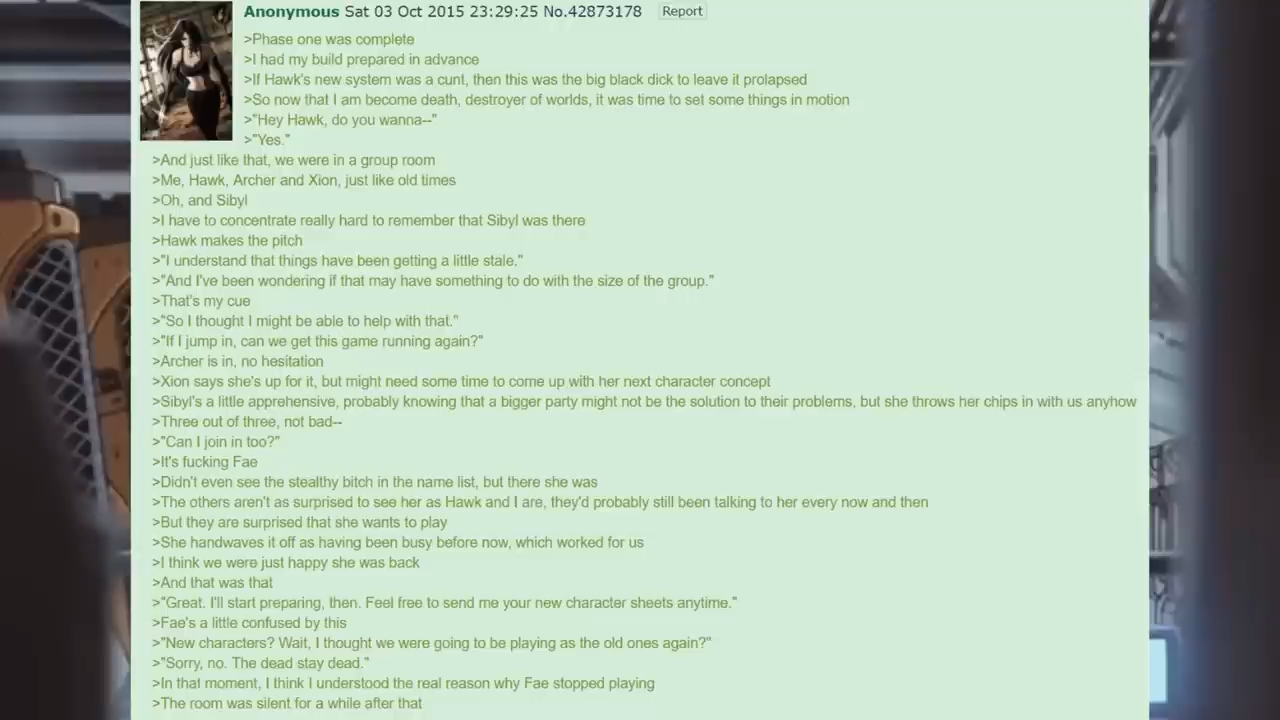 Anonymous Sat 03 Oct 2015 23:29:25 No.42873178 Report
>Phase one was complete
>I had my build prepared in advance
>If Hawk's new system was a cunt, then this was the big black dick to leave it prolapsed
>So now that I am become death, destroyer of worlds, it was time to set some things in motion
>"Hey Hawk, do you wanna--"
>"Yes."
>And just like that, we were in a group room
>Me, Hawk, Archer and Xion, just like old times
>Oh, and Sibyl
>I have to concentrate really hard to remember that Sibyl was there
>Hawk makes the pitch
>"I understand that things have been getting a little stale."
>"And I've been wondering if that may have something to do with the size of the group."
>That's my cue
>"So I thought I might be able to help with that."
>"If I jump in, can we get this game running again?"
>Archer is in, no hesitation
>Xion says she's up for it, but might need some time to come up with her next character concept
>Sibyl's a little apprehensive, probably knowing that a bigger party might not be the solution to their problems, but she throws her chips in with us anyhow
>Three out of three, not bad--
>"Can I join in too?"
>It's fucking Fae
>Didn't even see the stealthy bitch in the name list, but there she was
>The others aren't as surprised to see her as Hawk and I are, they'd probably still been talking to her every now and then
>But they are surprised that she wants to play
>She handwaves it off as having been busy before now, which worked for us
>I think we were just happy she was back
>And that was that
>"Great. I'll start preparing, then. Feel free to send me your new character sheets anytime."
>Fae's a little confused by this
>"New characters? Wait, I thought we were going to be playing as the old ones again?"
>"Sorry, no. The dead stay dead."
>In that moment, I think I understood the real reason why Fae stopped playing
>The room was silent for a while after that